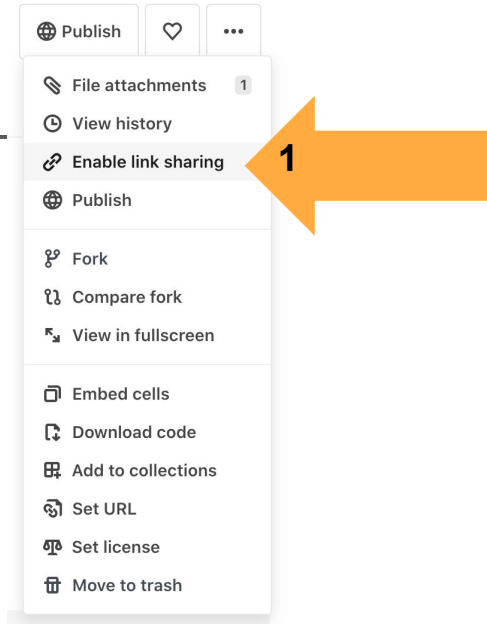 Publish
File attachments 1
View history
Enable link sharing 1
Publish
Fork
Compare fork
View in fullscreen
Embed cells
Download code
Add to collections
Set URL
Set license
Move to trash